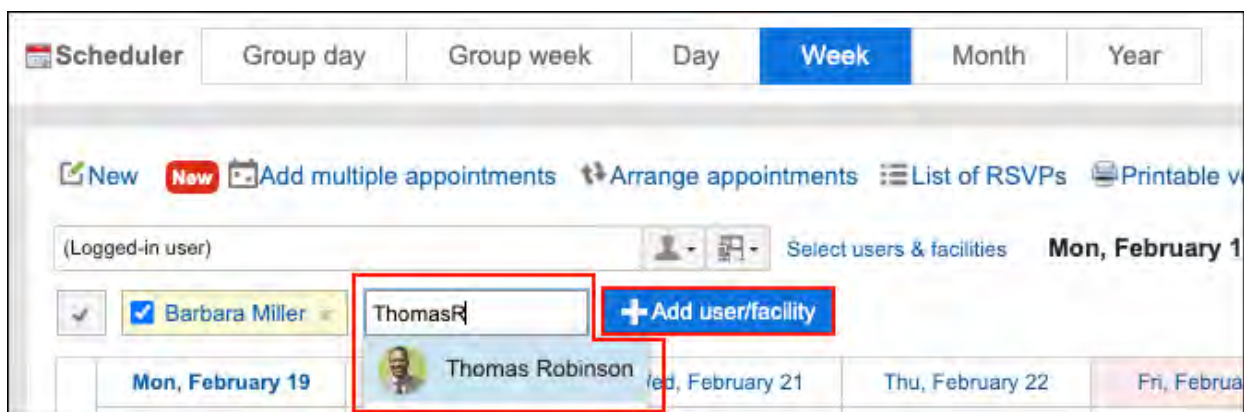 Scheduler Group day Group week Day Week Month Year
New New Add multiple appointments Arrange appointments List of RSVPs Printable
(Logged-in user) Select users & facilities Mon, February 1
Barbara Miller ThomasR Add user/facility
Thomas Robinson
Mon, February 19 Wed, February 21 Thu, February 22 Fri, Februa